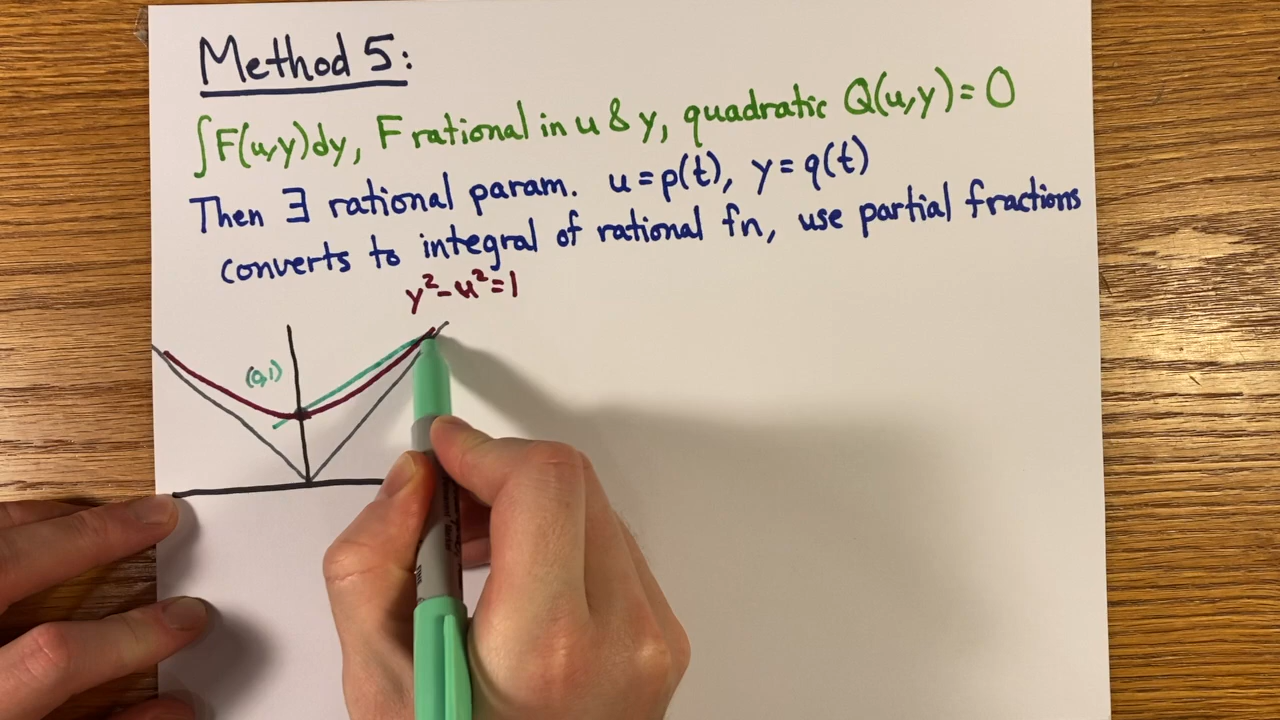 Method 5:
∫F(u,y)dy, F rational in u & y, quadratic Q(u,y)=0
Then ∃ rational param. u=p(t), y=q(t)
converts to integral of rational fn, use partial fractions
y²-u²=1
(0,1)